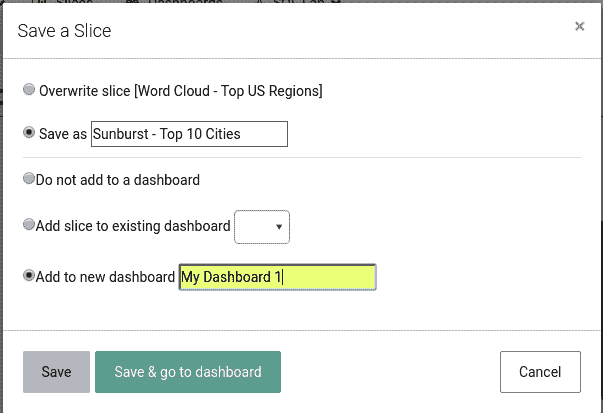 Save a Slice ×
Overwrite slice [Word Cloud - Top US Regions]
Save as Sunburst - Top 10 Cities
Do not add to a dashboard
Add slice to existing dashboard
Add to new dashboard My Dashboard 1
Save Save & go to dashboard Cancel